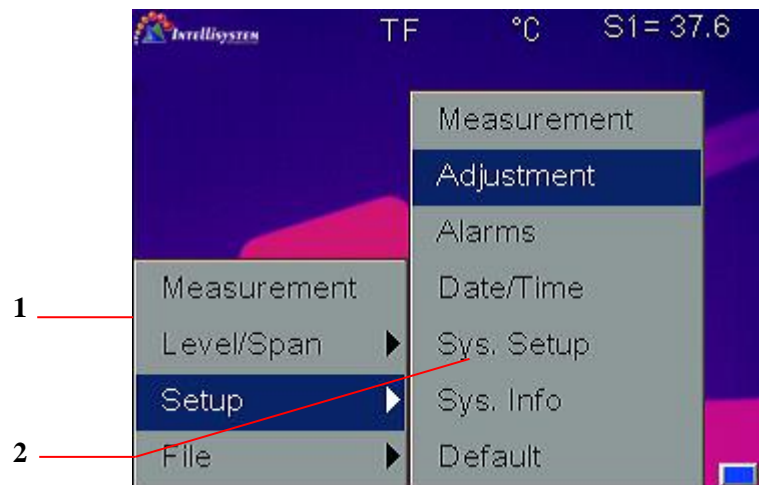 INTELLISYSTEM TF °C S1= 37.6
Measurement
Adjustment
Alarms
Date/Time
Sys. Setup
Sys. Info
Default
1
Measurement
Level/Span
Setup
File
2